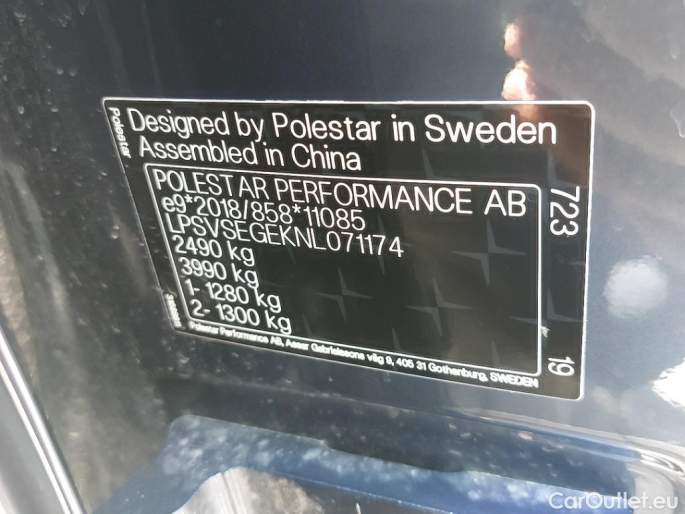 Polestar
Designed by Polestar in Sweden
Assembled in China
POLESTAR PERFORMANCE AB
e9*2018/858*11085
LPSVSEGEKNL071174
2490 kg
3990 kg
1- 1280 kg
2- 1300 kg
723
19
Polestar Performance AB, Assar Gabrielssons väg 9, 405 31 Gothenburg, SWEDEN
CarOutlet.eu